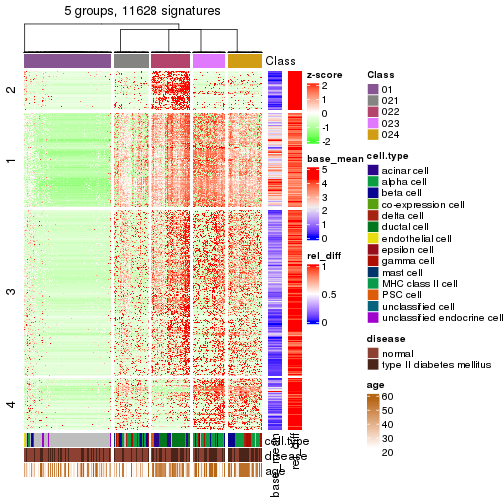 5 groups, 11628 signatures
Class
2
1
3
4
cell.type
disease
age
base_mean
rel_diff
z-score
2
1
0
-1
-2
base_mean
5
4
3
2
1
0
rel_diff
1
0.5
0
Class
01
021
022
023
024
cell.type
acinar cell
alpha cell
beta cell
co-expression cell
delta cell
ductal cell
endothelial cell
epsilon cell
gamma cell
mast cell
MHC class II cell
PSC cell
unclassified cell
unclassified endocrine cell
disease
normal
type II diabetes mellitus
age
60
50
40
30
20